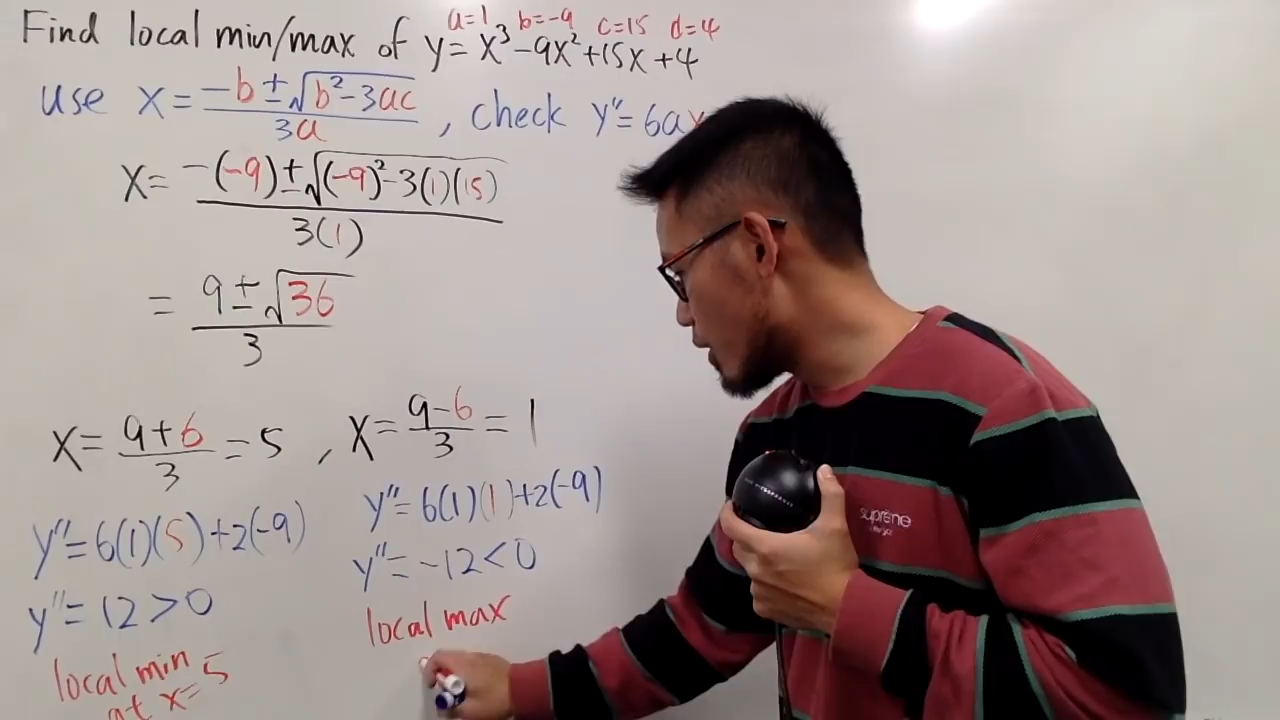 a=1 b=-9 c=15 d=4
Find local min/max of y = x³ - 9x² + 15x + 4
use x = (-b ± √(b² - 3ac)) / 3a , check y'' = 6ax
x = (-(-9) ± √((-9)² - 3(1)(15))) / 3(1)
= (9 ± √36) / 3
x = (9+6)/3 = 5 , x = (9-6)/3 = 1
y'' = 6(1)(5) + 2(-9)
y'' = 12 > 0
local min
at x=5
y'' = 6(1)(1) + 2(-9)
y'' = -12 < 0
local max
suprême